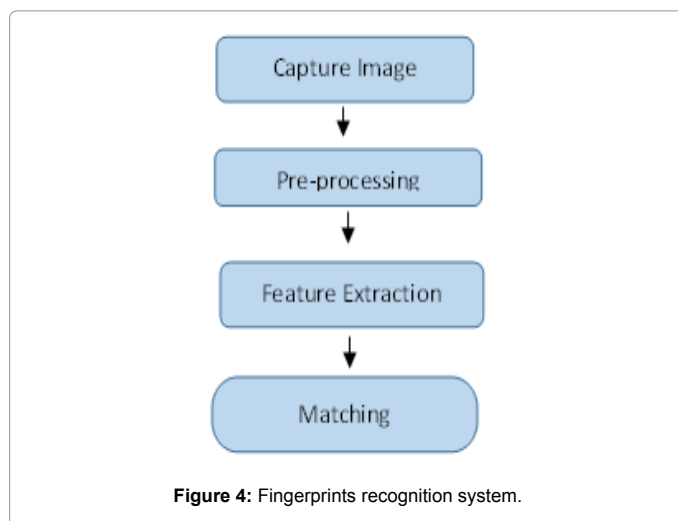 Capture Image
Pre-processing
Feature Extraction
Matching
Figure 4: Fingerprints recognition system.